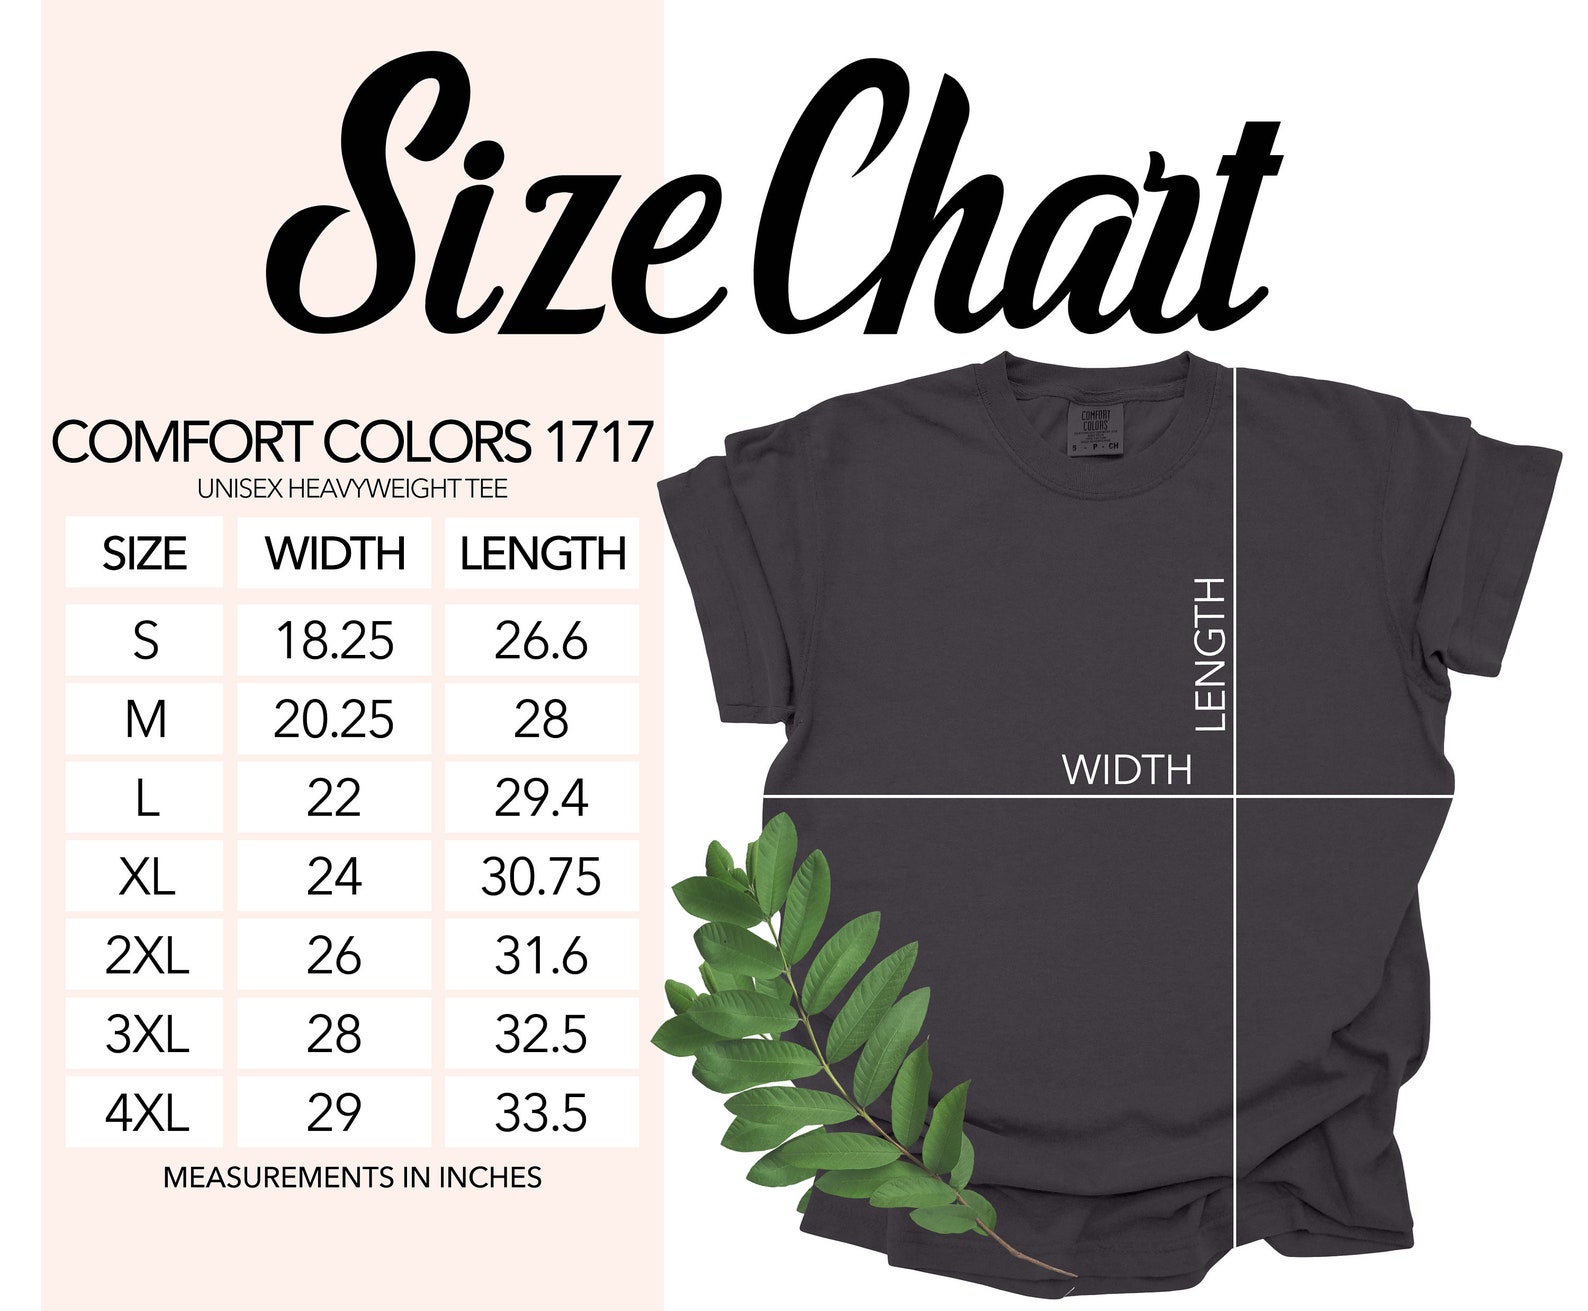 Size Chart
COMFORT COLORS 1717
UNISEX HEAVYWEIGHT TEE
SIZE WIDTH LENGTH
S 18.25 26.6
M 20.25 28
L 22 29.4
XL 24 30.75
2XL 26 31.6
3XL 28 32.5
4XL 29 33.5
MEASUREMENTS IN INCHES
COMFORT
COLORS
S - P - CH
LENGTH
WIDTH